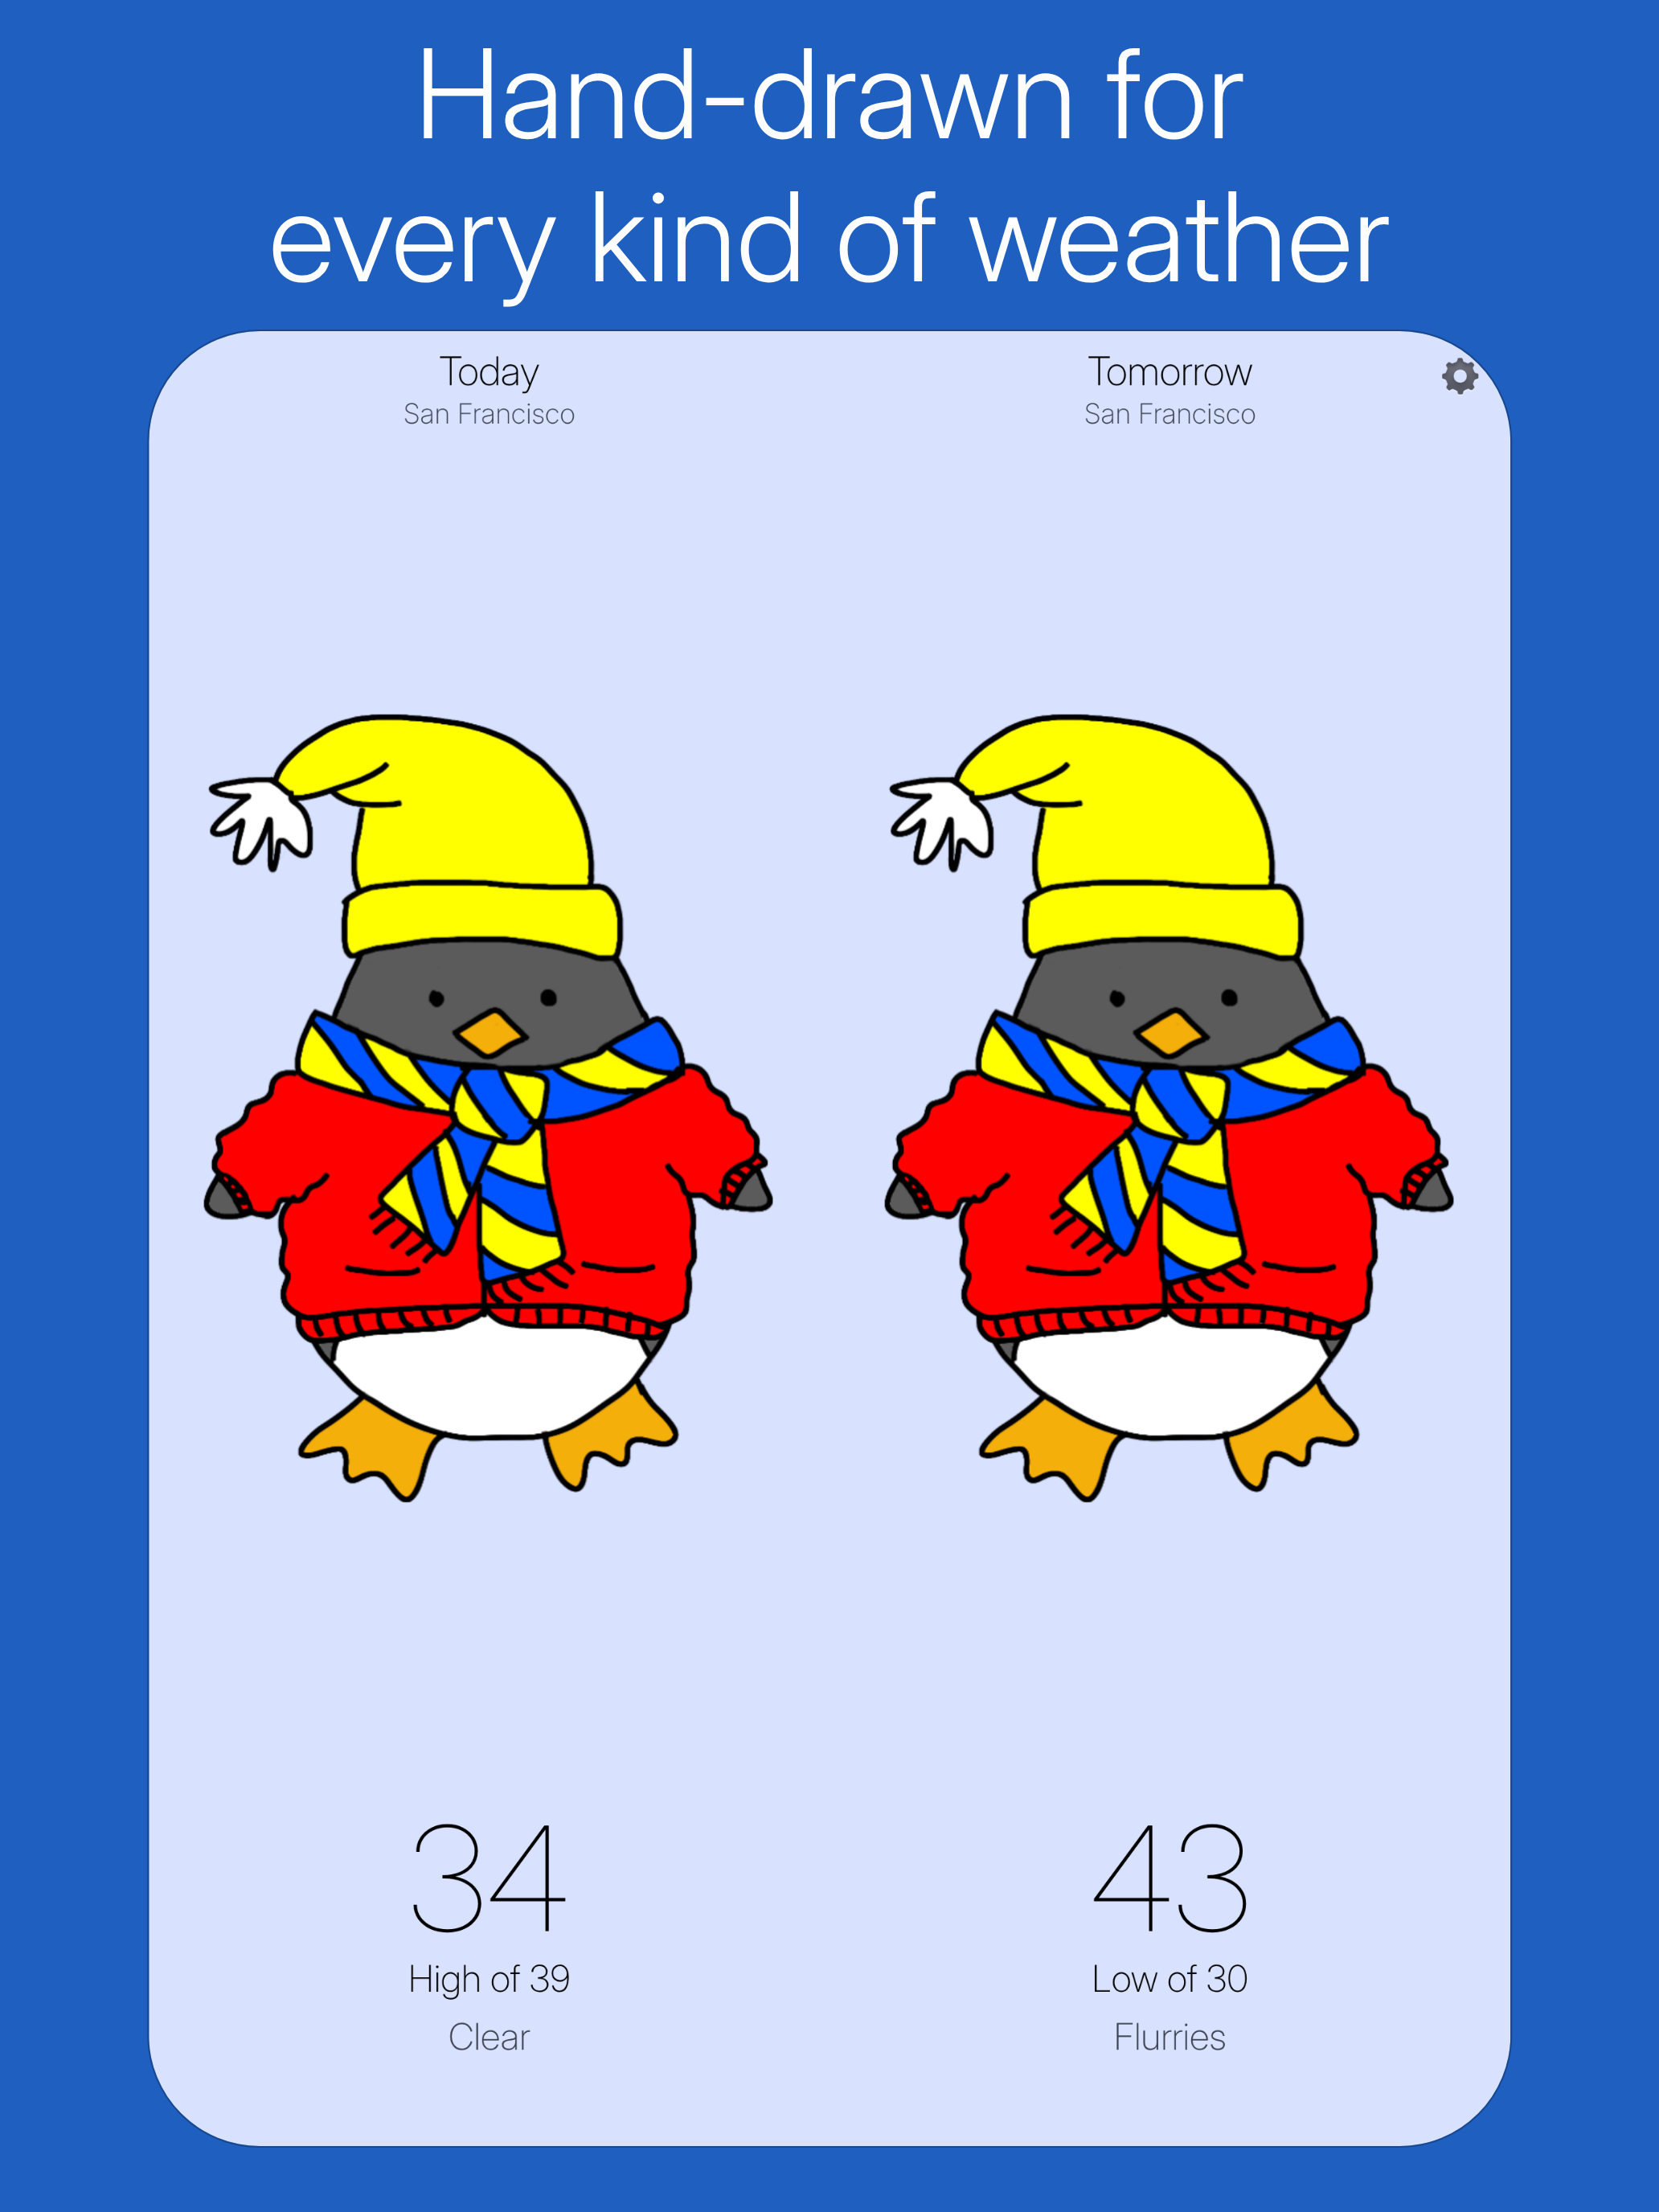 Hand-drawn for
every kind of weather
Today
San Francisco
Tomorrow
San Francisco
34
High of 39
Clear
43
Low of 30
Flurries